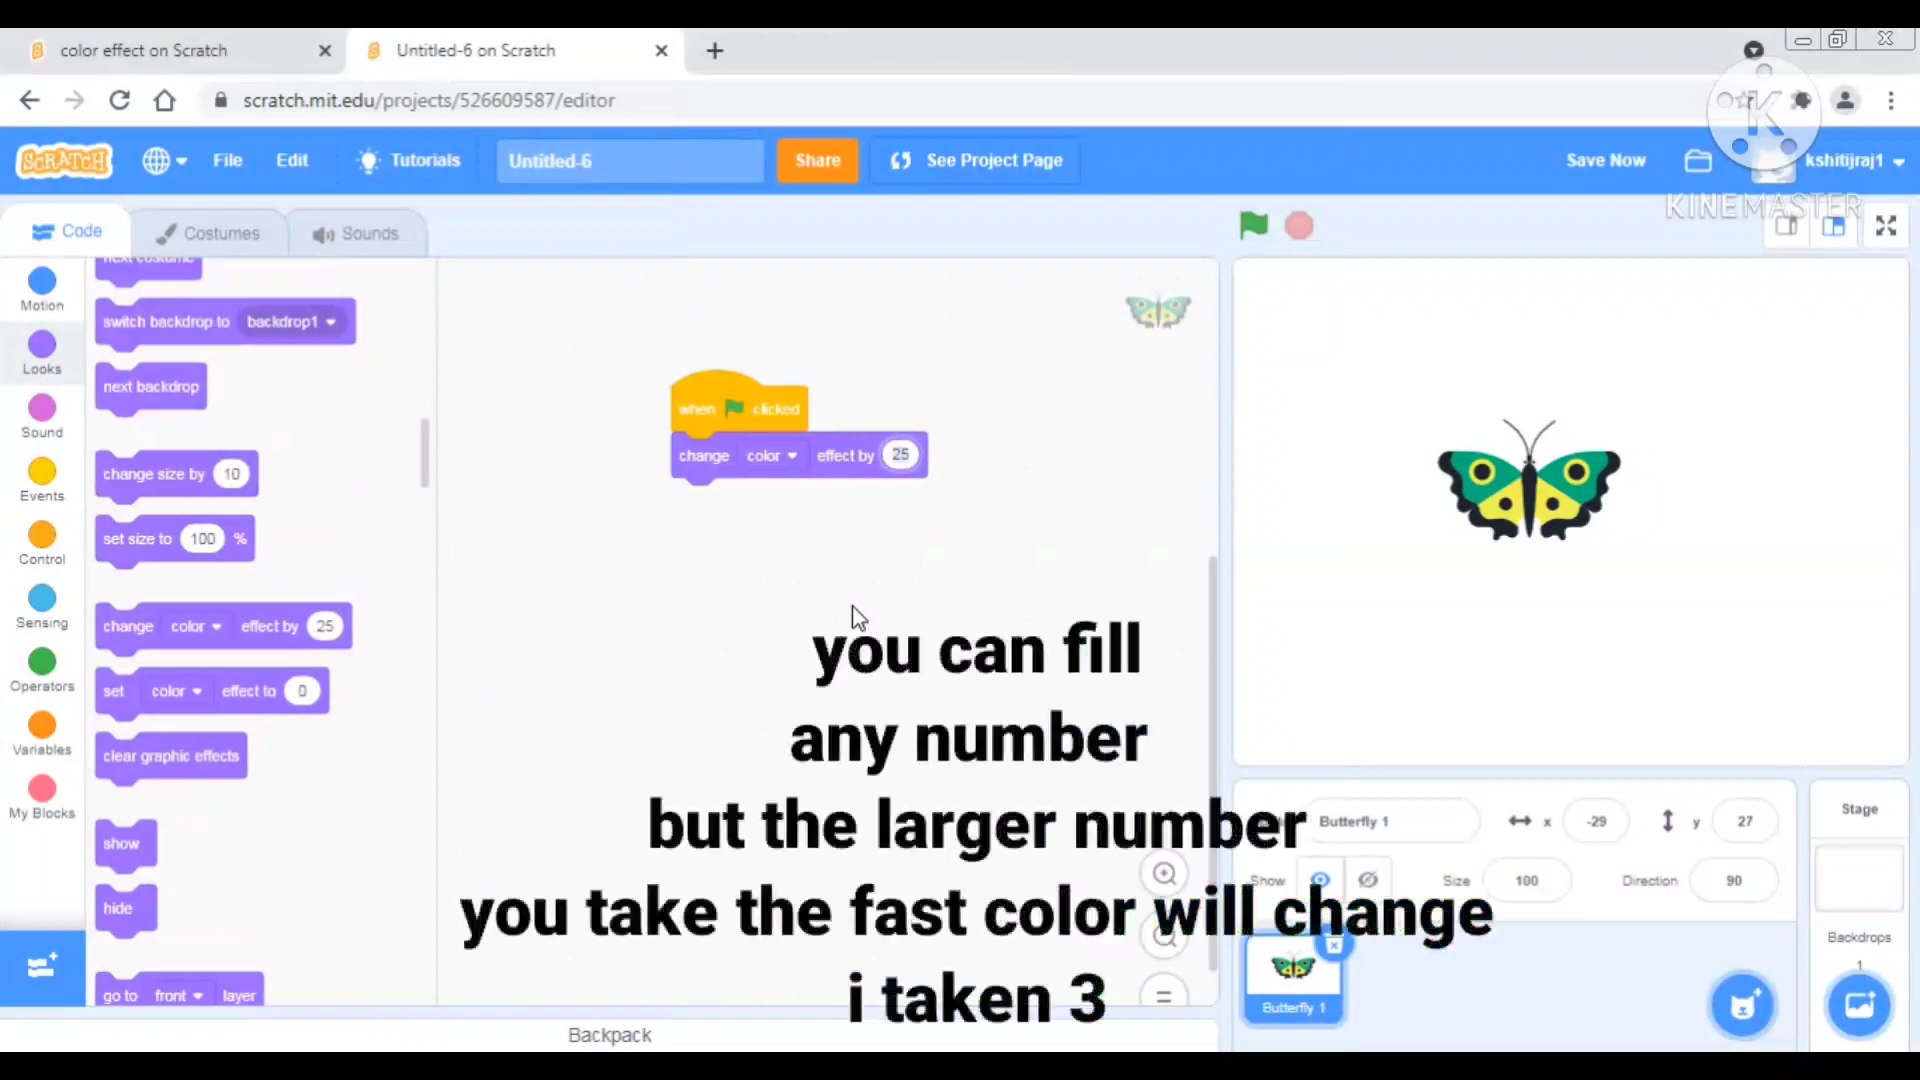 color effect on Scratch
Untitled-6 on Scratch
scratch.mit.edu/projects/526609587/editor
K
KINEMASTER
SCRATCH
File
Edit
Tutorials
Untitled-6
Share
See Project Page
Save Now
kshitijraj1
Code
Costumes
Sounds
Motion
Looks
Sound
Events
Control
Sensing
Operators
Variables
My Blocks
next costume
switch backdrop to backdrop1
next backdrop
change size by 10
set size to 100 %
change color effect by 25
set color effect to 0
clear graphic effects
show
hide
go to front layer
when clicked
change color effect by 25
you can fill
any number
but the larger number
you take the fast color will change
i taken 3
Backpack
Butterfly 1
x -29
y 27
Show
Size 100
Direction 90
Butterfly 1
Stage
Backdrops
1